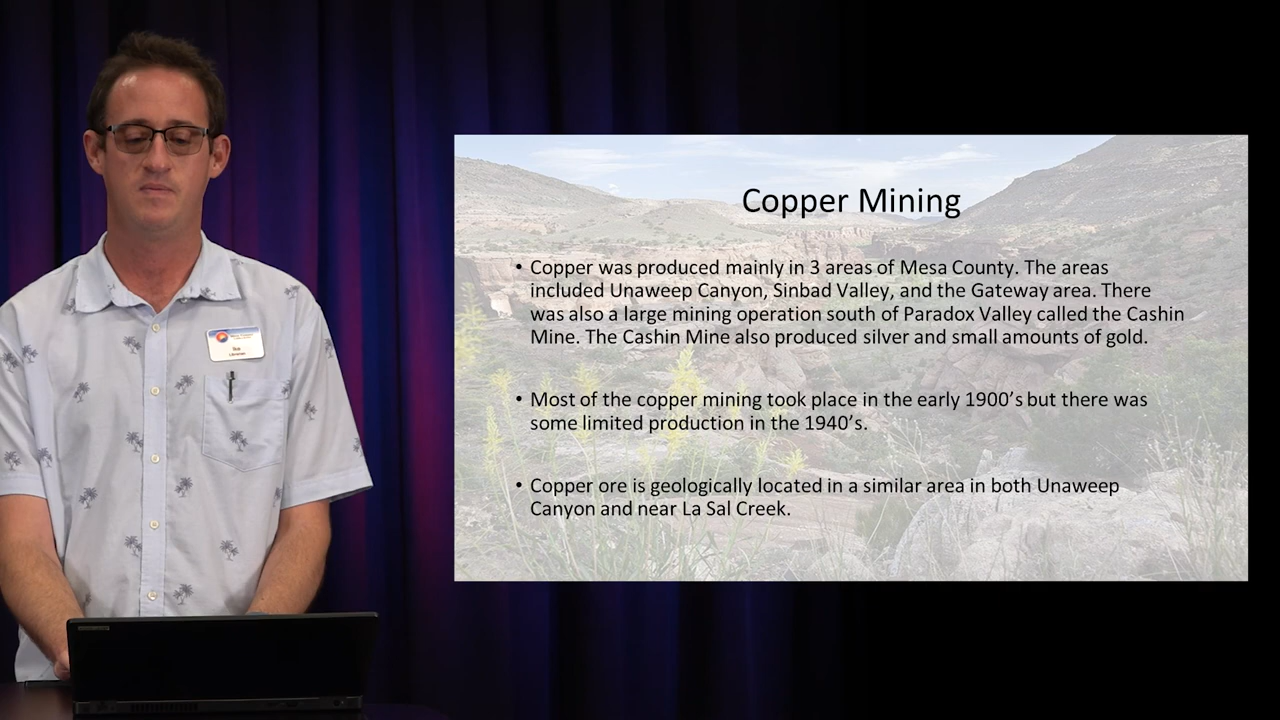 Copper Mining
• Copper was produced mainly in 3 areas of Mesa County. The areas
included Unaweep Canyon, Sinbad Valley, and the Gateway area. There
was also a large mining operation south of Paradox Valley called the Cashin
Mine. The Cashin Mine also produced silver and small amounts of gold.
• Most of the copper mining took place in the early 1900’s but there was
some limited production in the 1940’s.
• Copper ore is geologically located in a similar area in both Unaweep
Canyon and near La Sal Creek.